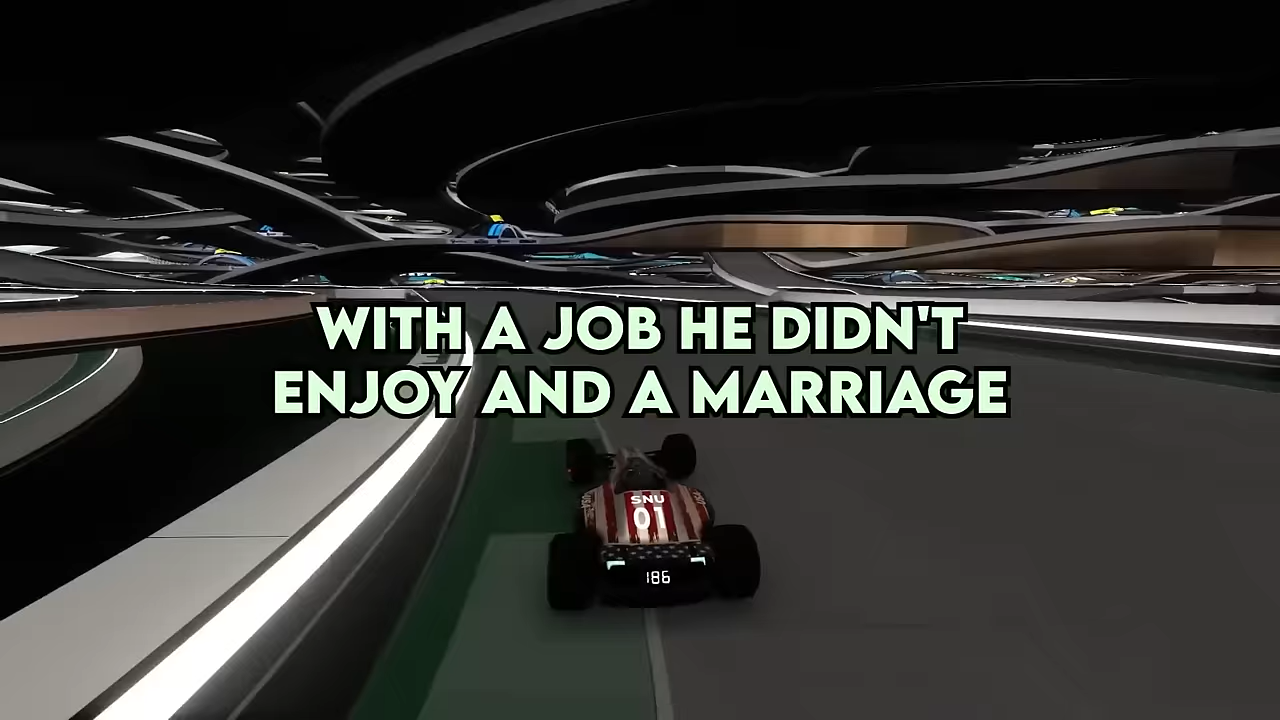 WITH A JOB HE DIDN'T
ENJOY AND A MARRIAGE
SNU
01
186